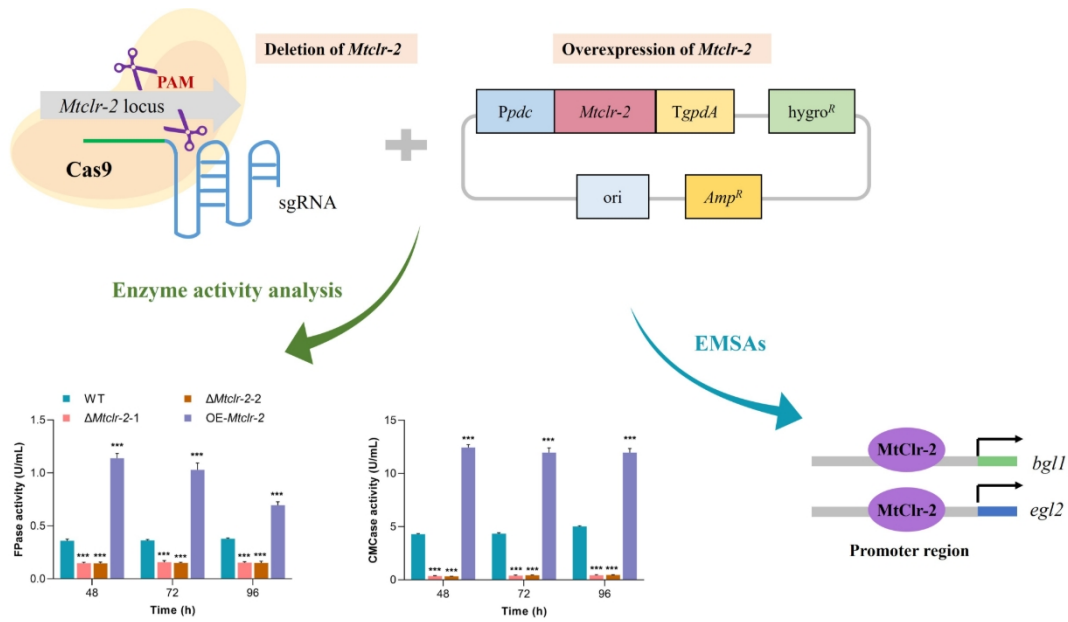 Deletion of Mtclr-2
Overexpression of Mtclr-2
PAM
Mtclr-2 locus
Cas9
sgRNA
Ppdc
Mtclr-2
TgpdA
hygroR
ori
AmpR
Enzyme activity analysis
EMSAs
WT
ΔMtclr-2-1
ΔMtclr-2-2
OE-Mtclr-2
FPase activity (U/mL)
1.5
1.0
0.5
0.0
***
*** ***
***
*** ***
***
*** ***
48
72
96
Time (h)
CMCase activity (U/mL)
15
10
5
0
***
*** ***
***
*** ***
***
*** ***
48
72
96
Time (h)
MtClr-2
bgl1
MtClr-2
egl2
Promoter region